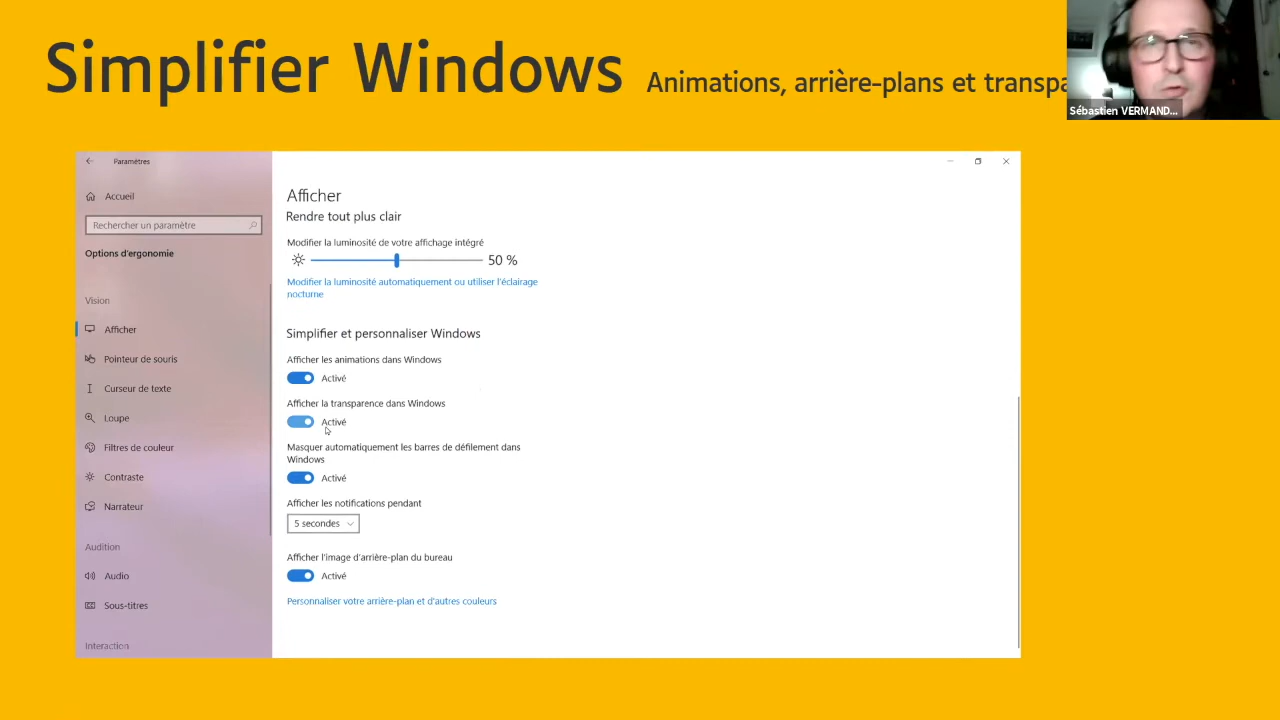 Simplifier Windows Animations, arrière-plans et transpa
Sébastien VERMAND...
Paramètres
Accueil
Rechercher un paramètre
Options d'ergonomie
Vision
Afficher
Pointeur de souris
Curseur de texte
Loupe
Filtres de couleur
Contraste
Narrateur
Audition
Audio
Sous-titres
Interaction
Afficher
Rendre tout plus clair
Modifier la luminosité de votre affichage intégré
50 %
Modifier la luminosité automatiquement ou utiliser l'éclairage
nocturne
Simplifier et personnaliser Windows
Afficher les animations dans Windows
Activé
Afficher la transparence dans Windows
Activé
Masquer automatiquement les barres de défilement dans
Windows
Activé
Afficher les notifications pendant
5 secondes
Afficher l'image d'arrière-plan du bureau
Activé
Personnaliser votre arrière-plan et d'autres couleurs